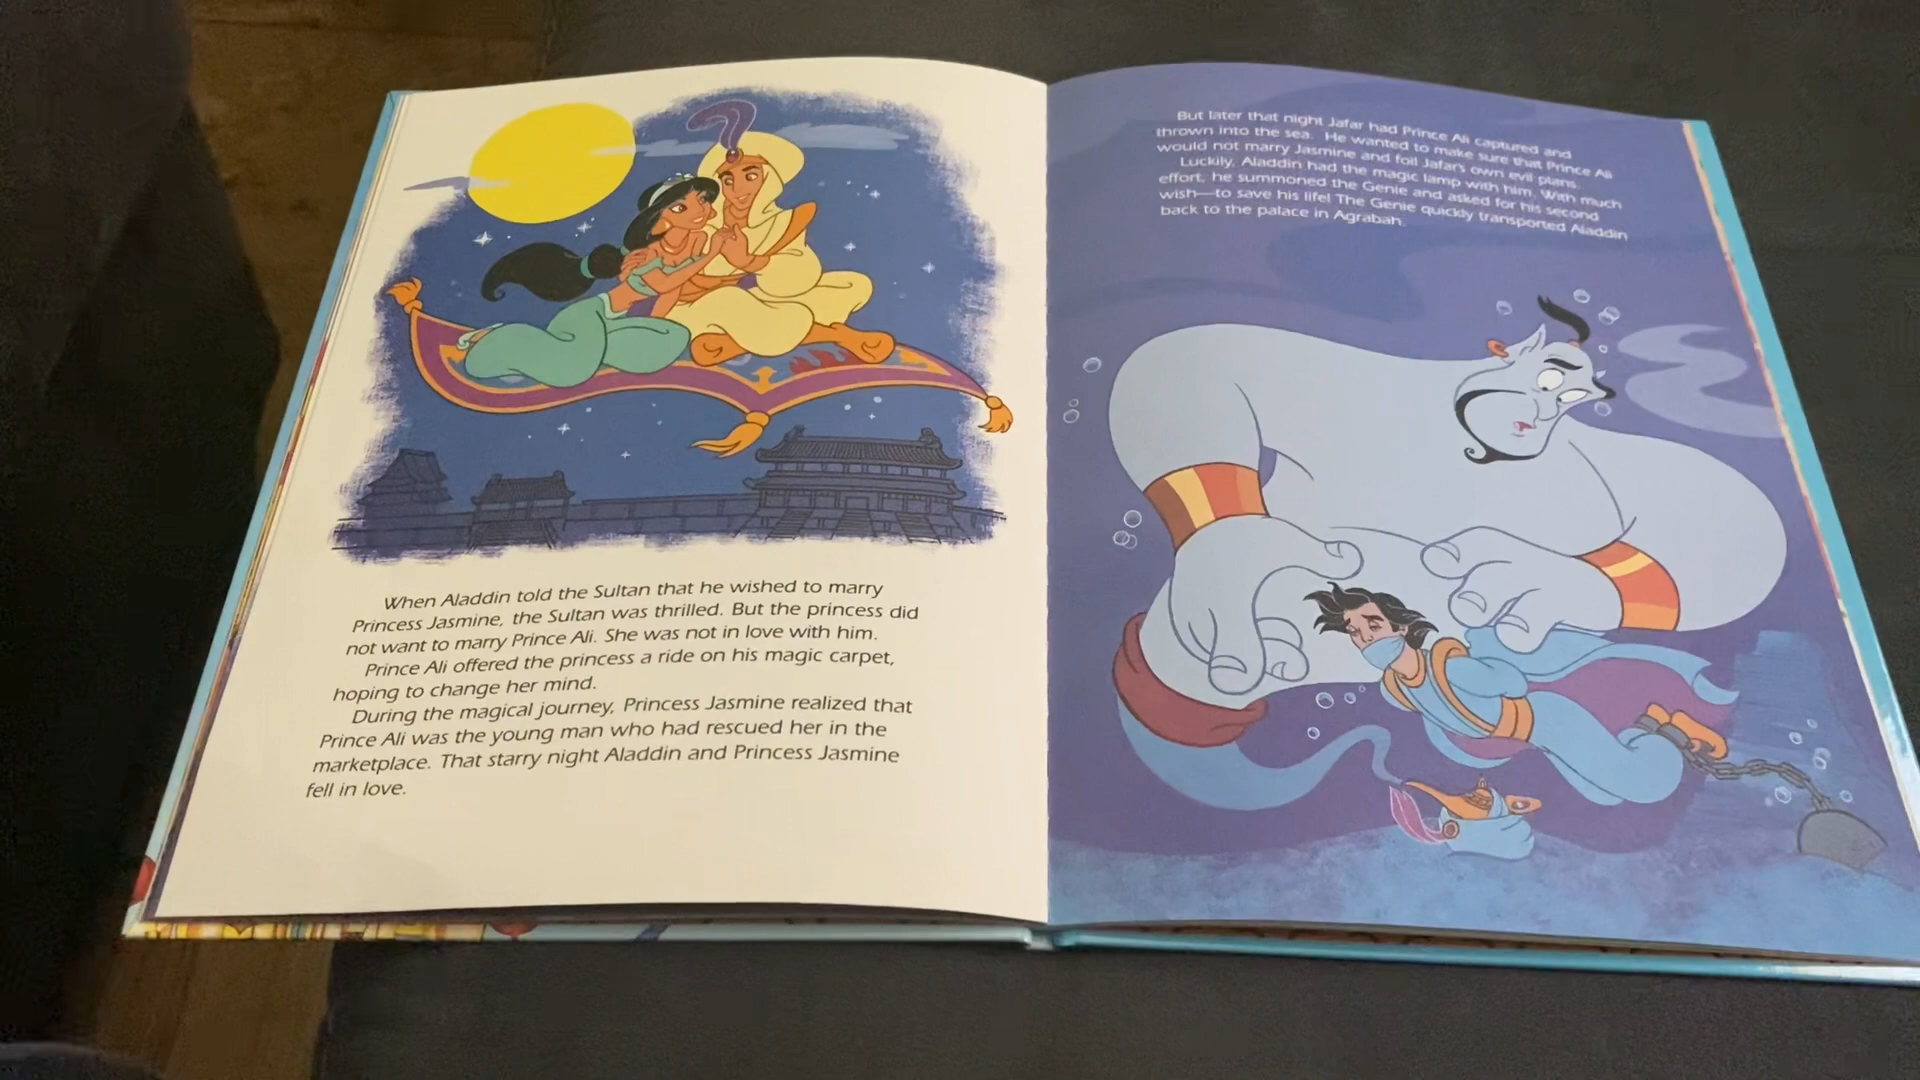 When Aladdin told the Sultan that he wished to marry
Princess Jasmine, the Sultan was thrilled. But the princess did
not want to marry Prince Ali. She was not in love with him.
Prince Ali offered the princess a ride on his magic carpet,
hoping to change her mind.
During the magical journey, Princess Jasmine realized that
Prince Ali was the young man who had rescued her in the
marketplace. That starry night Aladdin and Princess Jasmine
fell in love.
But later that night Jafar had Prince Ali captured and
thrown into the sea. He wanted to make sure that Prince Ali
would not marry Jasmine and foil Jafar's own evil plans.
Luckily, Aladdin had the magic lamp with him. With much
effort, he summoned the Genie and asked for his second
wish—to save his life! The Genie quickly transported Aladdin
back to the palace in Agrabah.